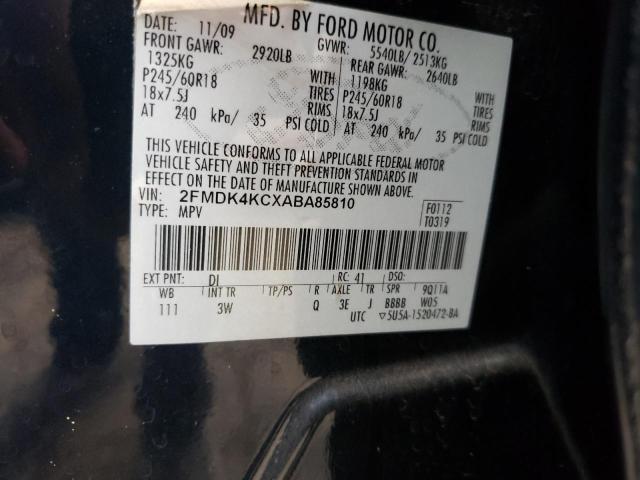 MFD. BY FORD MOTOR CO.
DATE: 11/09 GVWR: 5540LB/ 2513KG
FRONT GAWR: 2920LB REAR GAWR: 2640LB
1325KG WITH 1198KG WITH
P245/60R18 TIRES P245/60R18 TIRES
18x7.5J RIMS 18x7.5J RIMS
AT 240 kPa/ 35 PSI COLD AT 240 kPa/ 35 PSI COLD
THIS VEHICLE CONFORMS TO ALL APPLICABLE FEDERAL MOTOR
VEHICLE SAFETY AND THEFT PREVENTION STANDARDS IN
EFFECT ON THE DATE OF MANUFACTURE SHOWN ABOVE.
VIN: 2FMDK4KCXABA85810
TYPE: MPV
F0112
T0319
EXT PNT: DI RC: 41 DSO:
WB INT TR TP/PS R AXLE TR SPR 9Q11A
111 3W Q 3E J BBBB W05
UTC ▽5U5A-1520472-BA